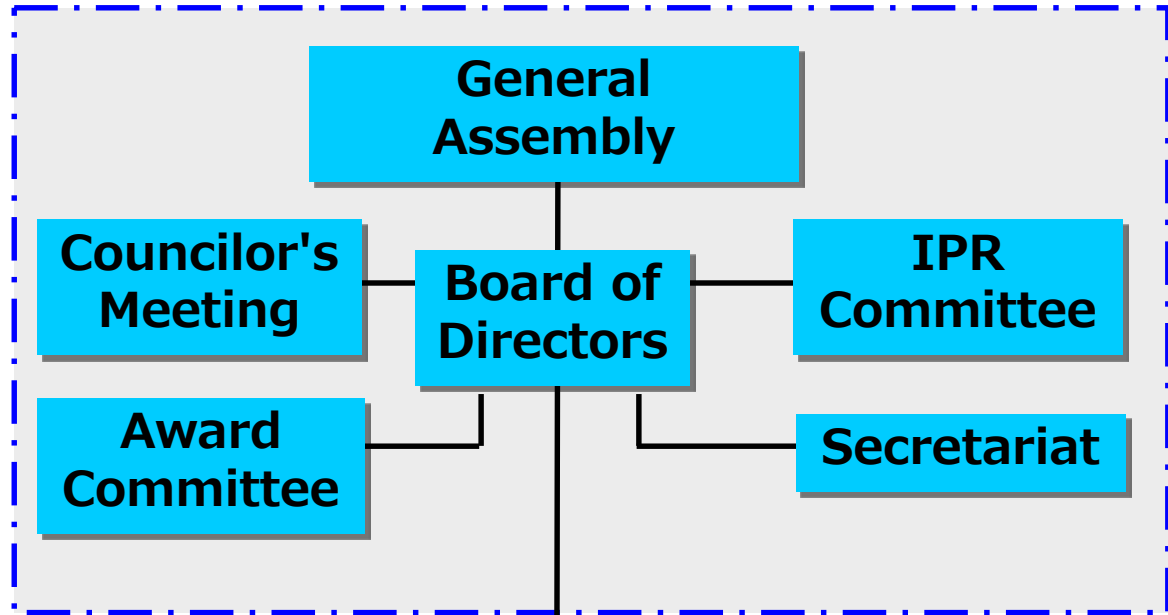 General
Assembly
Councilor's
Meeting
Board of
Directors
IPR
Committee
Award
Committee
Secretariat